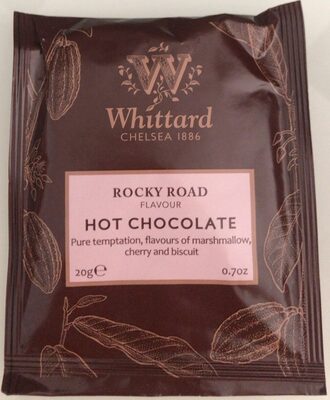 W
Whittard
CHELSEA 1886
ROCKY ROAD
FLAVOUR
HOT CHOCOLATE
Pure temptation, flavours of marshmallow,
cherry and biscuit
20g℮ 0.7oz